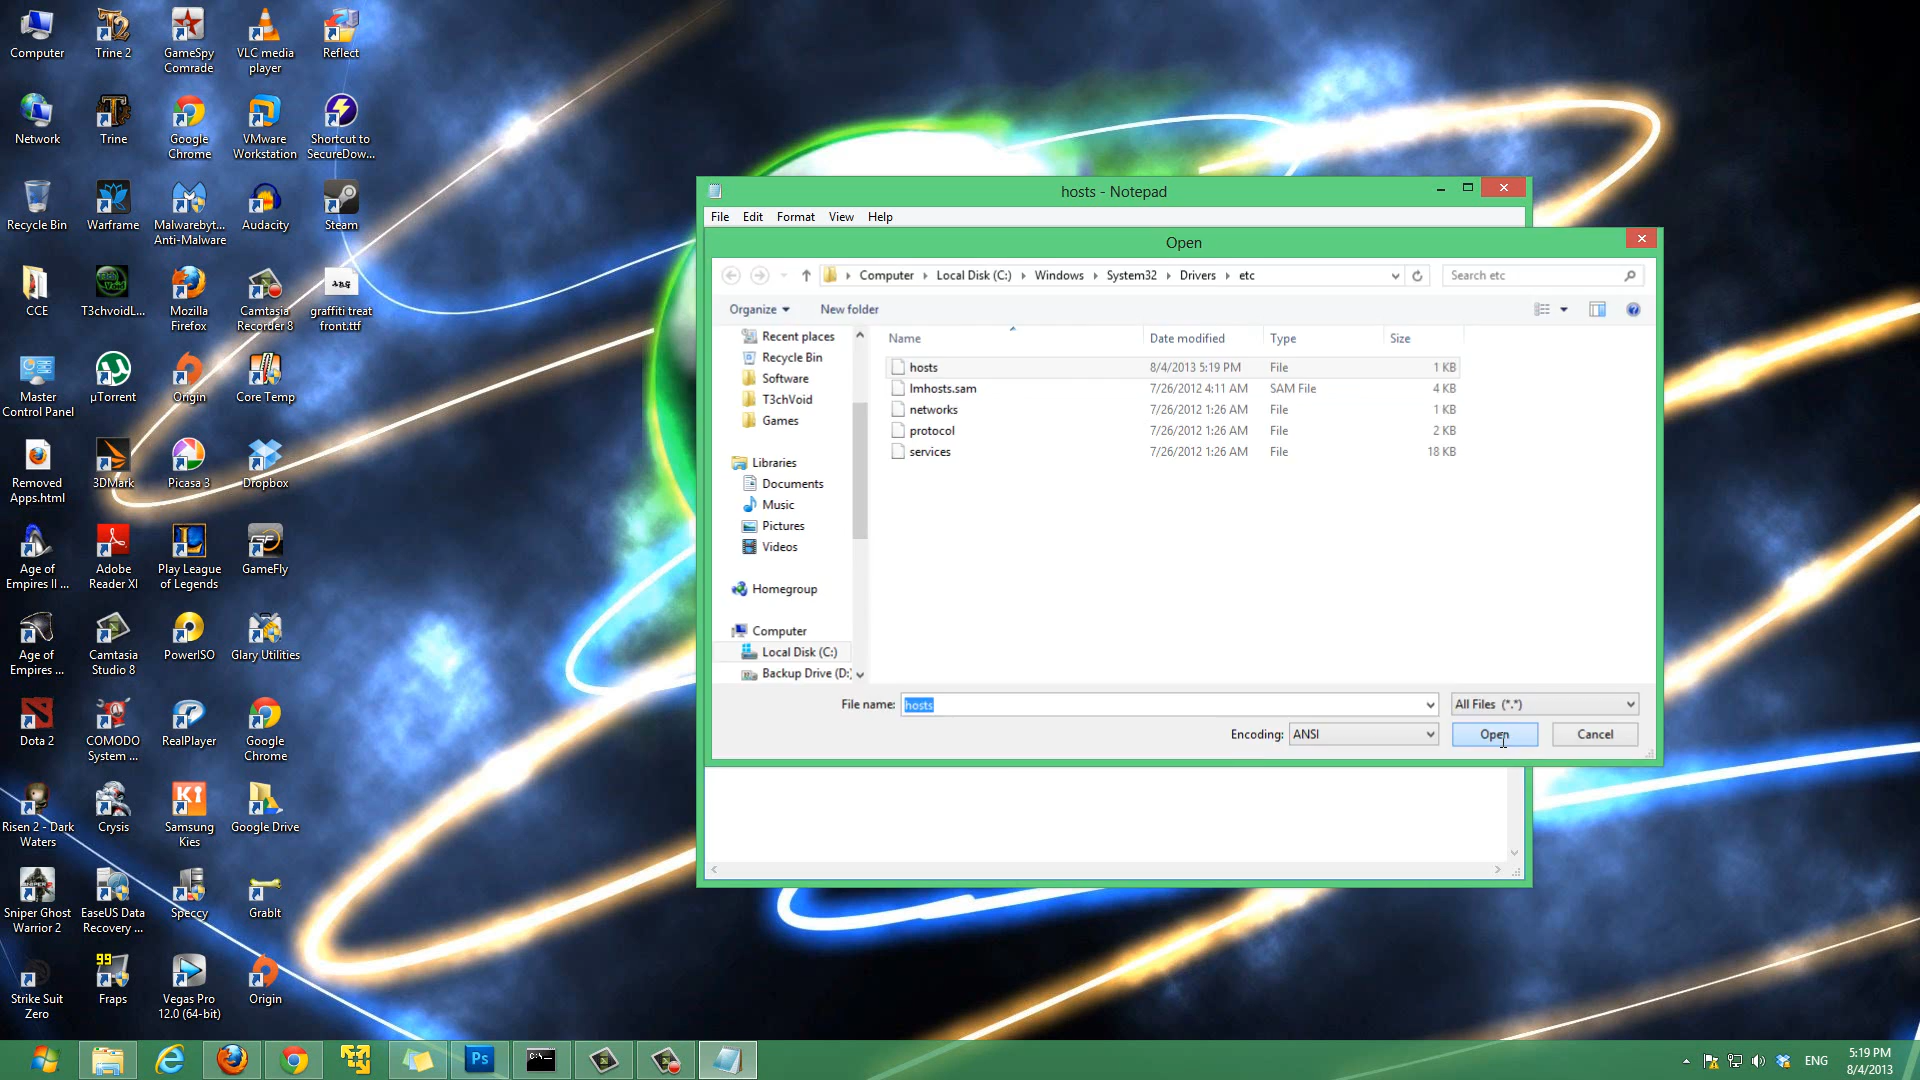 Computer
Trine 2
GameSpy
Comrade
VLC media
player
Reflect
Network
Trine
Google
Chrome
VMware
Workstation
Shortcut to
SecureDow...
Recycle Bin
Warframe
Malwarebyt...
Anti-Malware
Audacity
Steam
CCE
T3chvoidL...
Mozilla
Firefox
Camtasia
Recorder 8
graffiti treat
front.ttf
Master
Control Panel
µTorrent
Origin
Core Temp
Removed
Apps.html
3DMark
Picasa 3
Dropbox
Age of
Empires II ...
Adobe
Reader XI
Play League
of Legends
GameFly
Age of
Empires ...
Camtasia
Studio 8
PowerISO
Glary Utilities
Dota 2
COMODO
System ...
RealPlayer
Google
Chrome
Risen 2 - Dark
Waters
Crysis
Samsung
Kies
Google Drive
Sniper Ghost
Warrior 2
EaseUS Data
Recovery ...
Speccy
GrabIt
Strike Suit
Zero
99
Fraps
Vegas Pro
12.0 (64-bit)
Origin
hosts - Notepad
File Edit Format View Help
Open
Computer Local Disk (C:) Windows System32 Drivers etc
Search etc
Organize New folder
Recent places
Recycle Bin
Software
T3chVoid
Games
Libraries
Documents
Music
Pictures
Videos
Homegroup
Computer
Local Disk (C:)
Backup Drive (D:)
Name Date modified Type Size
hosts 8/4/2013 5:19 PM File 1 KB
lmhosts.sam 7/26/2012 4:11 AM SAM File 4 KB
networks 7/26/2012 1:26 AM File 1 KB
protocol 7/26/2012 1:26 AM File 2 KB
services 7/26/2012 1:26 AM File 18 KB
File name: hosts All Files (*.*)
Encoding: ANSI Open Cancel
Ps
C:\
ENG
5:19 PM
8/4/2013